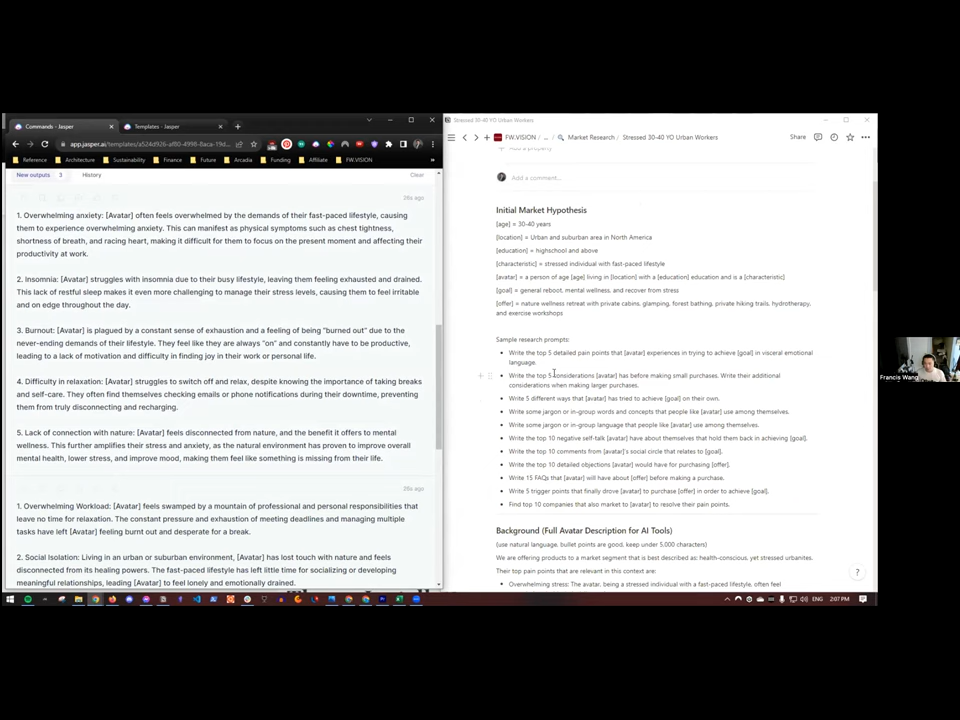 Commands - Jasper
Templates - Jasper
app.jasper.ai/templates/a524d926-af80-4998-8aca-19d...
Reference
Architecture
Sustainability
Finance
Future
Arcadia
Funding
Affiliate
FW.VISION
New outputs 3 History Clear
26s ago
1. Overwhelming anxiety: [Avatar] often feels overwhelmed by the demands of their fast-paced lifestyle, causing
them to experience overwhelming anxiety. This can manifest as physical symptoms such as chest tightness,
shortness of breath, and racing heart, making it difficult for them to focus on the present moment and affecting their
productivity at work.
2. Insomnia: [Avatar] struggles with insomnia due to their busy lifestyle, leaving them feeling exhausted and drained.
This lack of restful sleep makes it even more challenging to manage their stress levels, causing them to feel irritable
and on edge throughout the day.
3. Burnout: [Avatar] is plagued by a constant sense of exhaustion and a feeling of being "burned out" due to the
never-ending demands of their lifestyle. They feel like they are always "on" and constantly have to be productive,
leading to a lack of motivation and difficulty in finding joy in their work or personal life.
4. Difficulty in relaxation: [Avatar] struggles to switch off and relax, despite knowing the importance of taking breaks
and self-care. They often find themselves checking emails or phone notifications during their downtime, preventing
them from truly disconnecting and recharging.
5. Lack of connection with nature: [Avatar] feels disconnected from nature, and the benefit it offers to mental
wellness. This further amplifies their stress and anxiety, as the natural environment has proven to improve overall
mental health, lower stress, and improve mood, making them feel like something is missing from their life.
26s ago
1. Overwhelming Workload: [Avatar] feels swamped by a mountain of professional and personal responsibilities that
leave no time for relaxation. The constant pressure and exhaustion of meeting deadlines and managing multiple
tasks have left [Avatar] feeling burnt out and desperate for a break.
2. Social Isolation: Living in an urban or suburban environment, [Avatar] has lost touch with nature and feels
disconnected from its healing powers. The fast-paced lifestyle has left little time for socializing or developing
meaningful relationships, leading [Avatar] to feel lonely and emotionally drained.
Stressed 30-40 YO Urban Workers
FW.VISION / ... / Market Research / Stressed 30-40 YO Urban Workers Share
Add a property
Add a comment...
Initial Market Hypothesis
[age] = 30-40 years
[location] = Urban and suburban area in North America
[education] = highschool and above
[characteristic] = stressed individual with fast-paced lifestyle
[avatar] = a person of age [age] living in [location] with a [education] education and is a [characteristic]
[goal] = general reboot, mental wellness, and recover from stress
[offer] = nature wellness retreat with private cabins, glamping, forest bathing, private hiking trails, hydrotherapy,
and exercise workshops
Sample research prompts:
• Write the top 5 detailed pain points that [avatar] experiences in trying to achieve [goal] in visceral emotional
language.
• Write the top 5 considerations [avatar] has before making small purchases. Write their additional
considerations when making larger purchases.
• Write 5 different ways that [avatar] has tried to achieve [goal] on their own.
• Write some jargon or in-group words and concepts that people like [avatar] use among themselves.
• Write some jargon or in-group language that people like [avatar] use among themselves.
• Write the top 10 negative self-talk [avatar] have about themselves that hold them back in achieving [goal].
• Write the top 10 comments from [avatar]'s social circle that relates to [goal].
• Write the top 10 detailed objections [avatar] would have for purchasing [offer].
• Write 15 FAQs that [avatar] will have about [offer] before making a purchase.
• Write 5 trigger points that finally drove [avatar] to purchase [offer] in order to achieve [goal].
• Find top 10 companies that also market to [avatar] to resolve their pain points.
Background (Full Avatar Description for AI Tools)
(use natural language, bullet points are good, keep under 5,000 characters)
We are offering products to a market segment that is best described as: health-conscious, yet stressed urbanites.
Their top pain points that are relevant in this context are:
• Overwhelming stress: The avatar, being a stressed individual with a fast-paced lifestyle, often feel
?
ENG 2:07 PM
Francis Wang